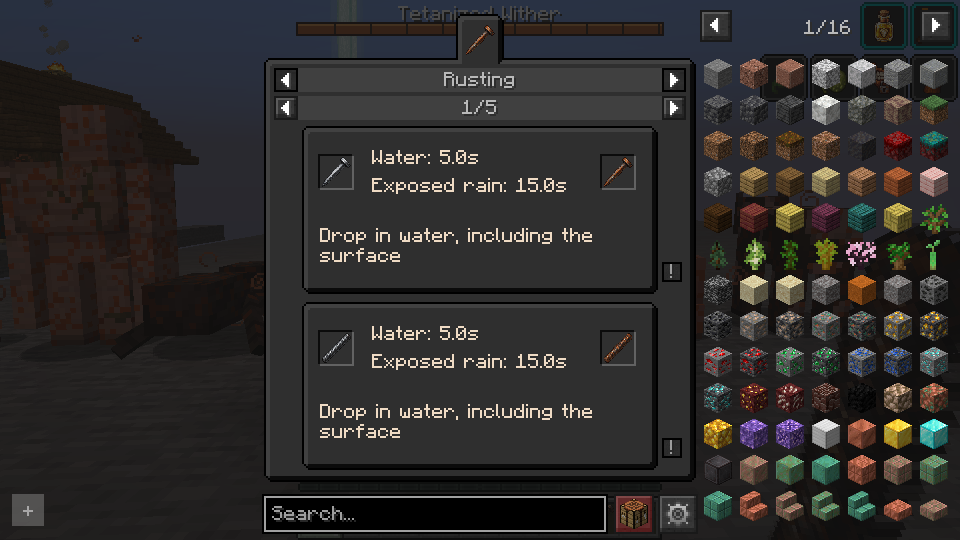 Tetanized Wither
1/16
Rusting
1/5
Water: 5.0s
Exposed rain: 15.0s
Drop in water, including the
surface
!
Water: 5.0s
Exposed rain: 15.0s
Drop in water, including the
surface
!
+
Search...